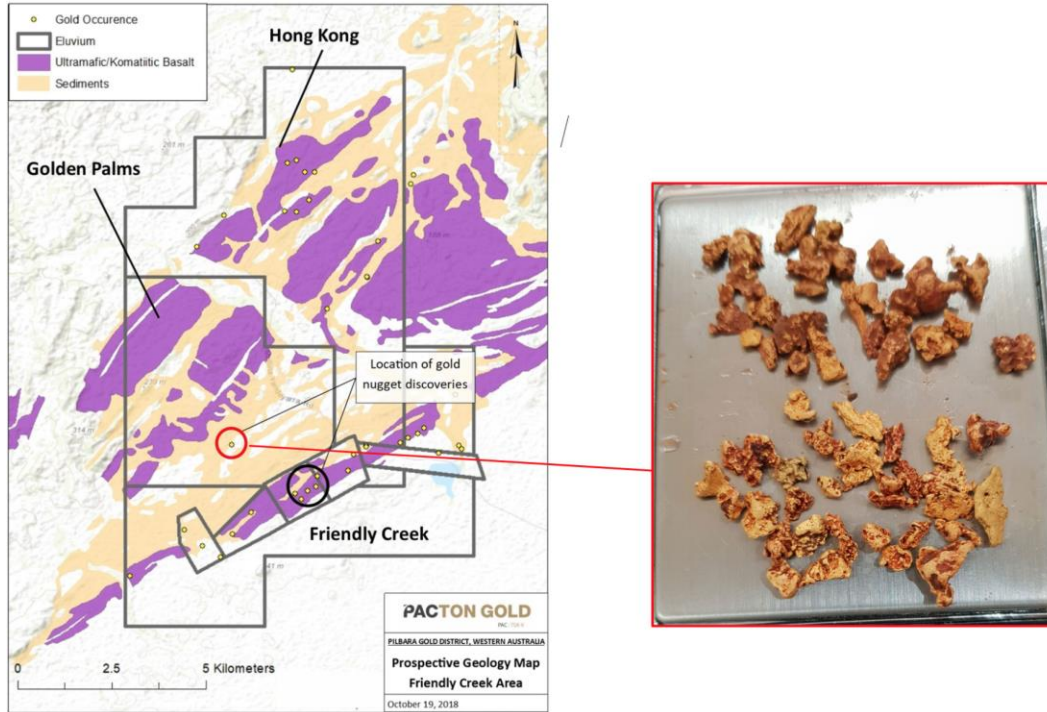 Gold Occurence
Eluvium
Ultramafic/Komatiitic Basalt
Sediments
Hong Kong
Golden Palms
Location of gold
nugget discoveries
Friendly Creek
41 m
0 2.5 5 Kilometers
PACTON GOLD
PILBARA GOLD DISTRICT, WESTERN AUSTRALIA
Prospective Geology Map
Friendly Creek Area
October 19, 2018